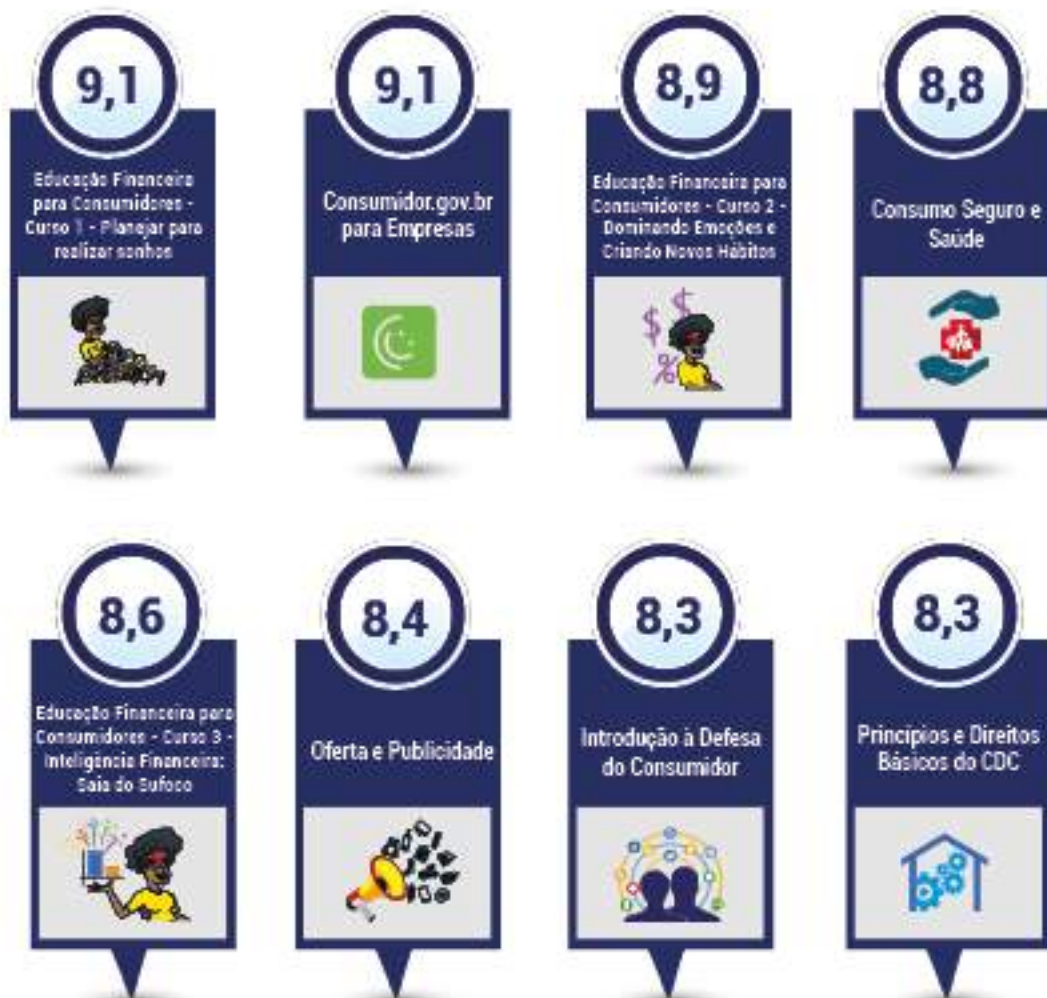 9,1
Educação Financeira
para Consumidores -
Curso 1 - Planejar para
realizar sonhos
9,1
Consumidor.gov.br
para Empresas
8,9
Educação Financeira para
Consumidores - Curso 2 -
Dominando Emoções e
Criando Novos Hábitos
8,8
Consumo Seguro e
Saúde
8,6
Educação Financeira para
Consumidores - Curso 3 -
Inteligência Financeira:
Saia do Sufoco
8,4
Oferta e Publicidade
8,3
Introdução à Defesa
do Consumidor
8,3
Princípios e Direitos
Básicos do CDC